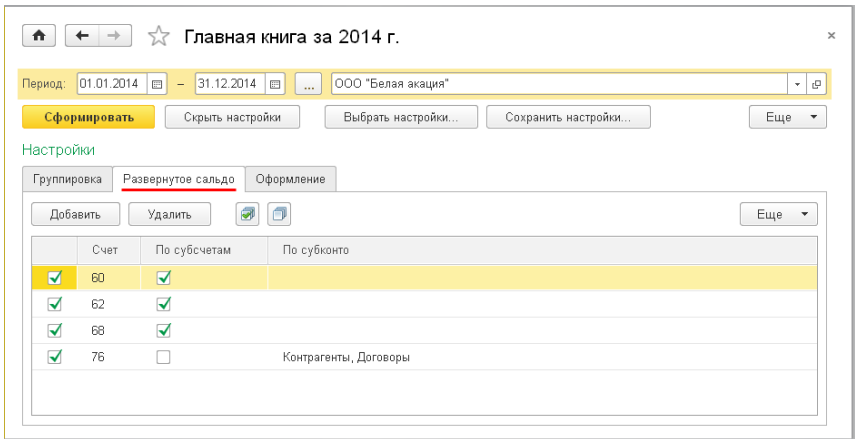 Главная книга за 2014 г.
Период: 01.01.2014 – 31.12.2014 ... ООО "Белая акация"
Сформировать Скрыть настройки Выбрать настройки... Сохранить настройки... Еще
Настройки
Группировка Развернутое сальдо Оформление
Добавить Удалить Еще
Счет По субсчетам По субконто
60
62
68
76 Контрагенты, Договоры